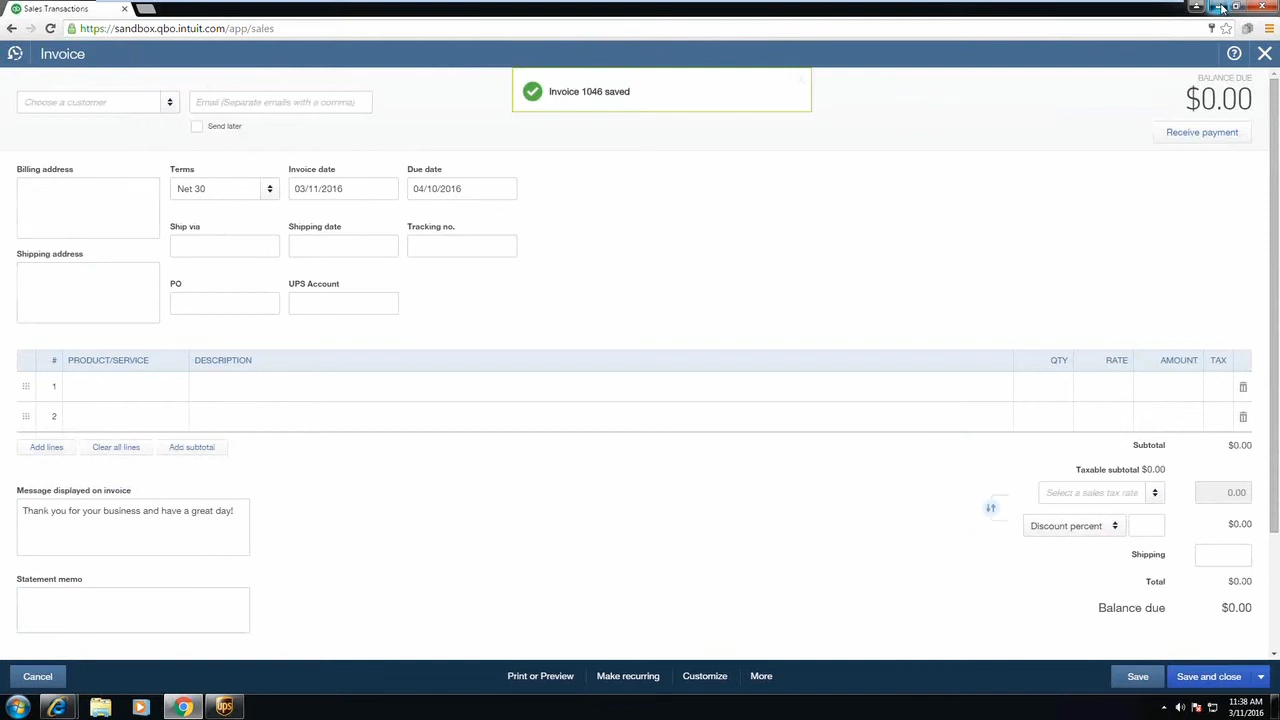 Sales Transactions
https://sandbox.qbo.intuit.com/app/sales
Invoice
Choose a customer
Email (Separate emails with a comma)
Invoice 1046 saved
BALANCE DUE
$0.00
Send later
Receive payment
Billing address
Terms
Invoice date
Due date
Net 30
03/11/2016
04/10/2016
Ship via
Shipping date
Tracking no.
Shipping address
PO
UPS Account
# PRODUCT/SERVICE DESCRIPTION QTY RATE AMOUNT TAX
1
2
Add lines
Clear all lines
Add subtotal
Subtotal $0.00
Taxable subtotal $0.00
Message displayed on invoice
Select a sales tax rate 0.00
Thank you for your business and have a great day!
Discount percent $0.00
Shipping
Statement memo
Total $0.00
Balance due $0.00
Cancel
Print or Preview
Make recurring
Customize
More
Save
Save and close
ups
11:38 AM
3/11/2016